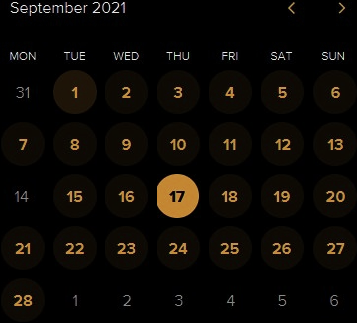 September 2021
MON TUE WED THU FRI SAT SUN
31 1 2 3 4 5 6
7 8 9 10 11 12 13
14 15 16 17 18 19 20
21 22 23 24 25 26 27
28 1 2 3 4 5 6